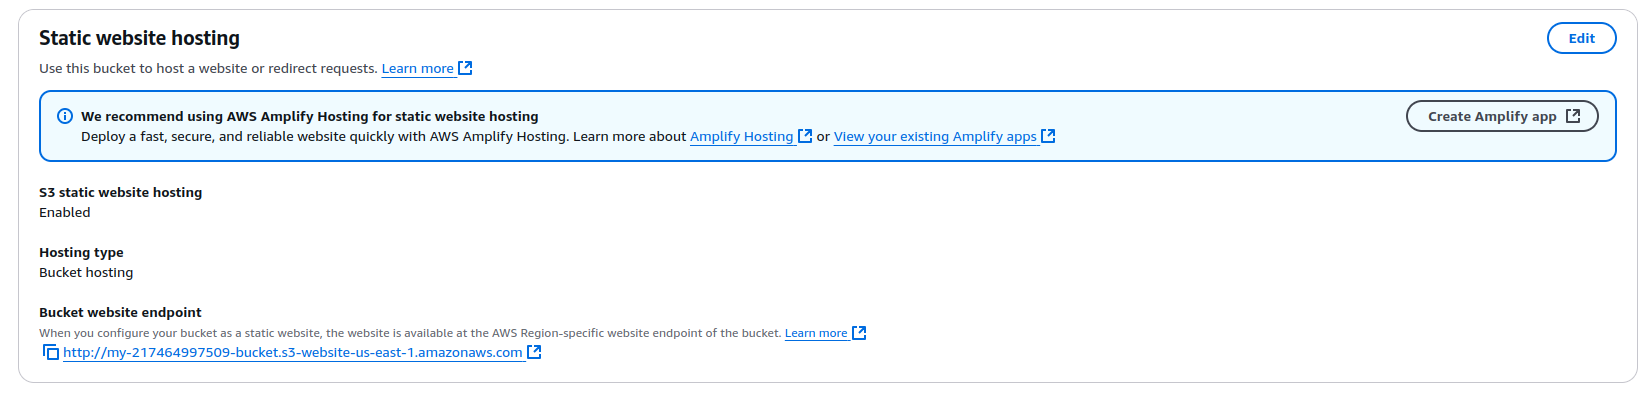 Static website hosting
Edit
Use this bucket to host a website or redirect requests. Learn more
We recommend using AWS Amplify Hosting for static website hosting
Create Amplify app
Deploy a fast, secure, and reliable website quickly with AWS Amplify Hosting. Learn more about Amplify Hosting or View your existing Amplify apps
S3 static website hosting
Enabled
Hosting type
Bucket hosting
Bucket website endpoint
When you configure your bucket as a static website, the website is available at the AWS Region-specific website endpoint of the bucket. Learn more
http://my-217464997509-bucket.s3-website-us-east-1.amazonaws.com